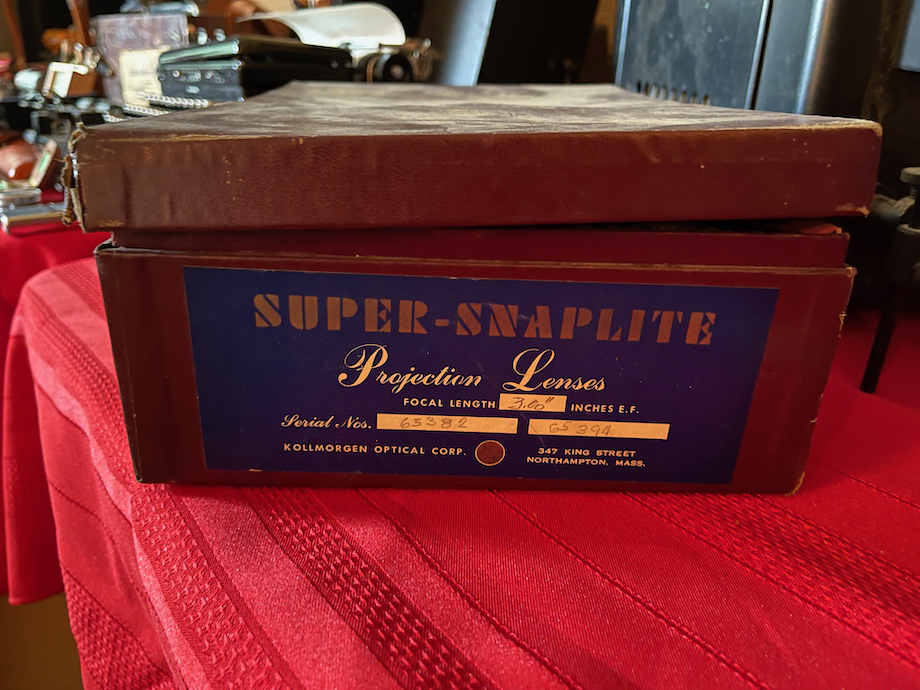 SUPER-SNAPLITE
Projection Lenses
FOCAL LENGTH 3.00" INCHES E.F.
Serial Nos. 65382 65394
KOLLMORGEN OPTICAL CORP. 347 KING STREET
NORTHAMPTON, MASS.